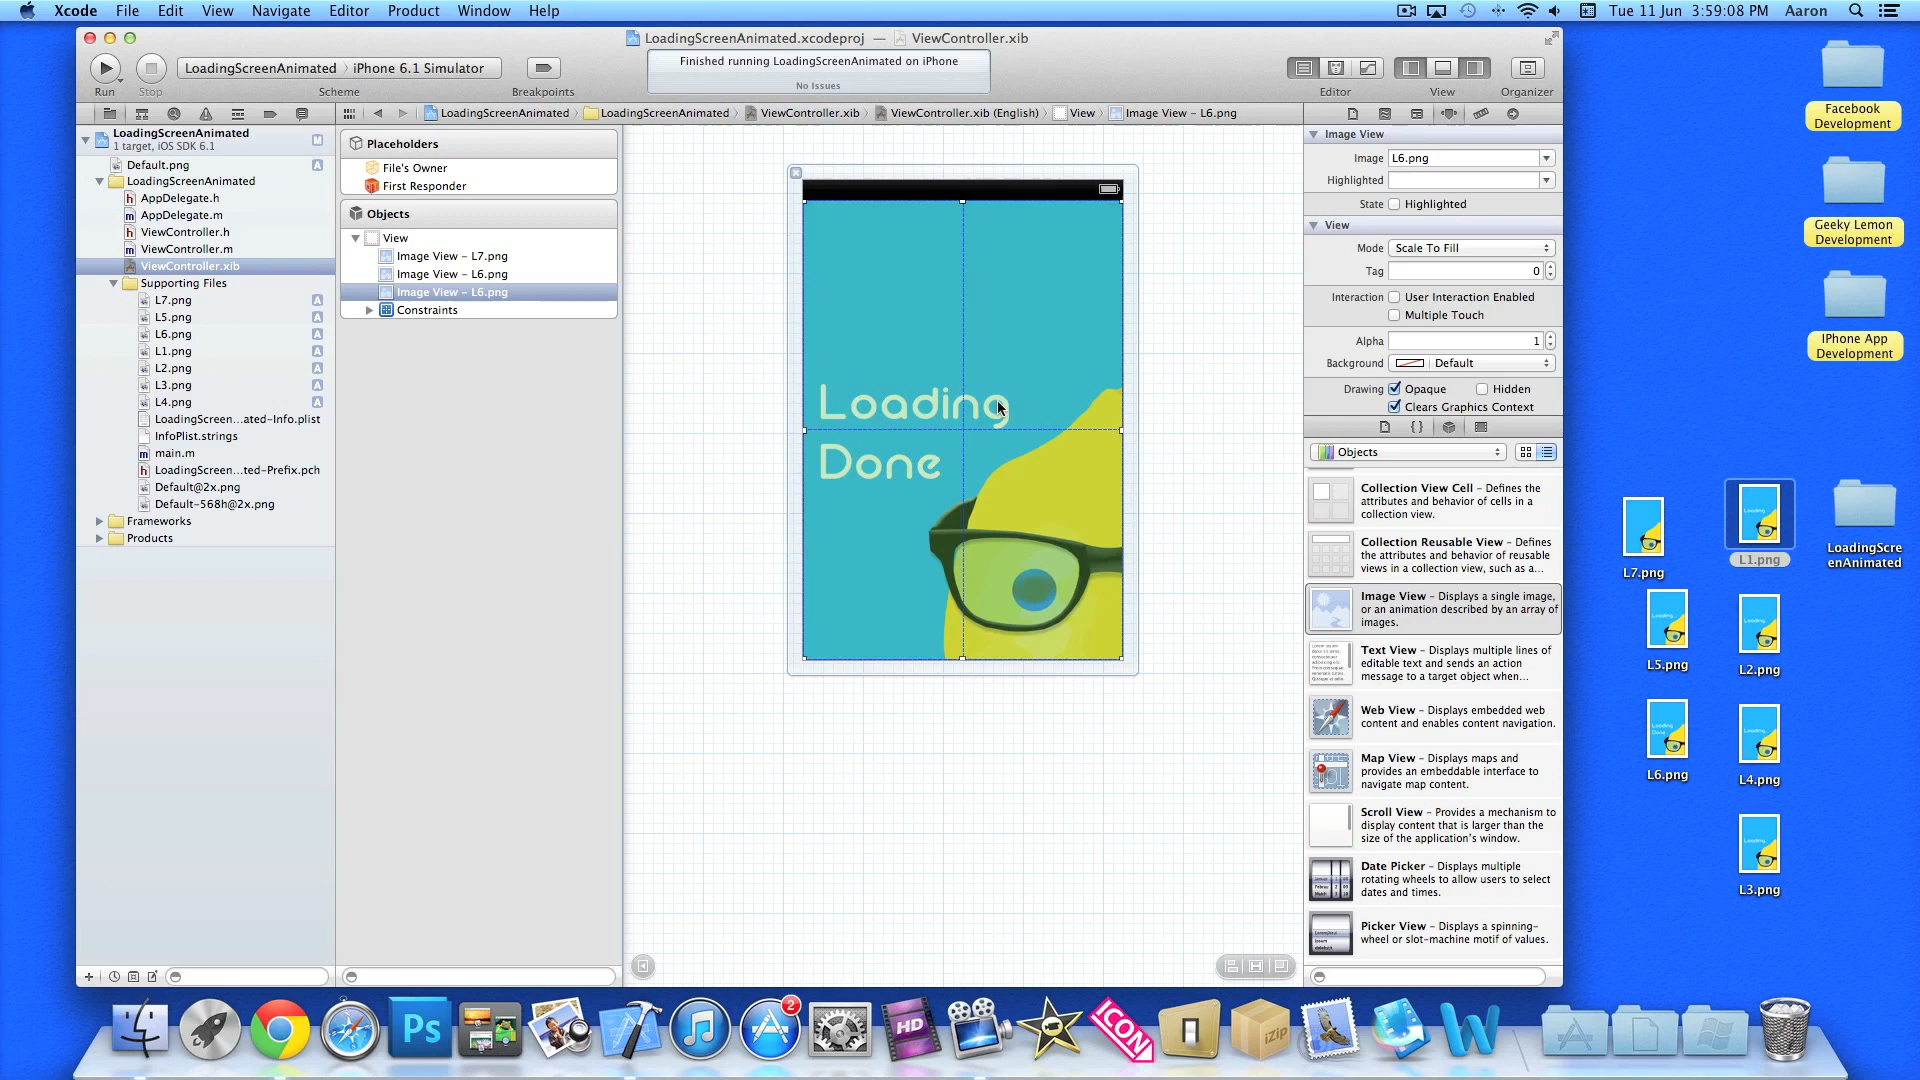 Xcode File Edit View Navigate Editor Product Window Help
Tue 11 Jun 3:59:08 PM Aaron
LoadingScreenAnimated.xcodeproj — ViewController.xib
LoadingScreenAnimated iPhone 6.1 Simulator
Finished running LoadingScreenAnimated on iPhone
No Issues
Run Stop Scheme Breakpoints Editor View Organizer
LoadingScreenAnimated LoadingScreenAnimated ViewController.xib ViewController.xib (English) View Image View – L6.png
LoadingScreenAnimated M
1 target, iOS SDK 6.1
Default.png A
LoadingScreenAnimated
h AppDelegate.h
m AppDelegate.m
h ViewController.h
m ViewController.m
ViewController.xib
Supporting Files
L7.png A
L5.png A
L6.png A
L1.png A
L2.png A
L3.png A
L4.png A
LoadingScreen...ated-Info.plist
InfoPlist.strings
m main.m
h LoadingScreen...ted-Prefix.pch
Default@2x.png
Default-568h@2x.png
Frameworks
Products
Placeholders
File's Owner
First Responder
Objects
View
Image View – L7.png
Image View – L6.png
Image View – L6.png
Constraints
Loading
Done
Image View
Image L6.png
Highlighted
State Highlighted
View
Mode Scale To Fill
Tag 0
Interaction User Interaction Enabled
Multiple Touch
Alpha 1
Background Default
Drawing Opaque Hidden
Clears Graphics Context
Objects
Collection View Cell – Defines the
attributes and behavior of cells in a
collection view.
Collection Reusable View – Defines
the attributes and behavior of reusable
views in a collection view, such as a...
Image View – Displays a single image,
or an animation described by an array of
images.
Text View – Displays multiple lines of
editable text and sends an action
message to a target object when...
Web View – Displays embedded web
content and enables content navigation.
Map View – Displays maps and
provides an embeddable interface to
navigate map content.
Scroll View – Provides a mechanism to
display content that is larger than the
size of the application's window.
Date Picker – Displays multiple
rotating wheels to allow users to select
dates and times.
Picker View – Displays a spinning-
wheel or slot-machine motif of values.
Facebook
Development
Geeky Lemon
Development
IPhone App
Development
LoadingScre
enAnimated
L7.png
L1.png
L5.png
L2.png
L6.png
L4.png
L3.png
Ps
2
HD
ICON
iZip
W